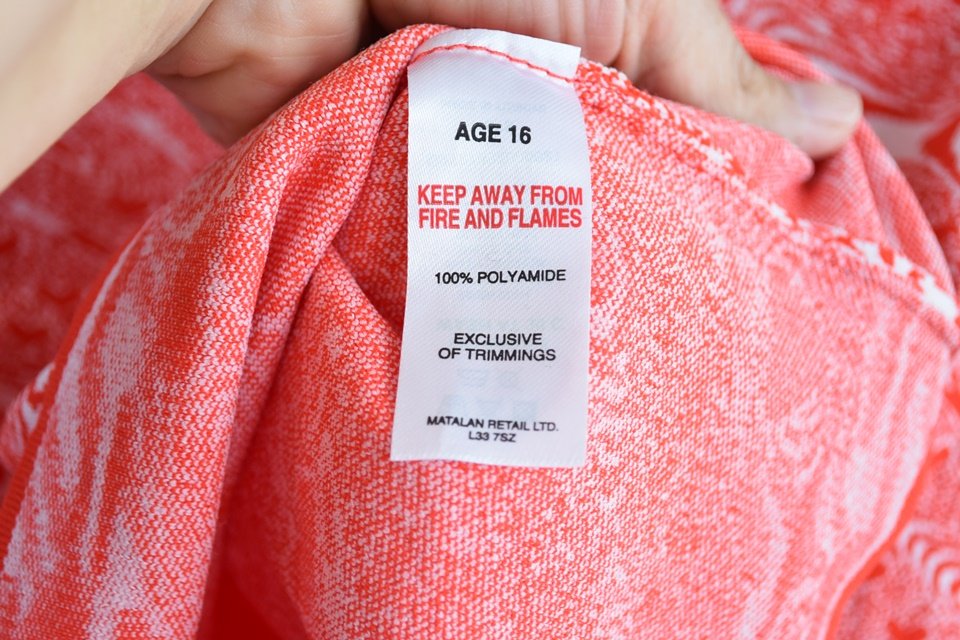 AGE 16
KEEP AWAY FROM
FIRE AND FLAMES
100% POLYAMIDE
EXCLUSIVE
OF TRIMMINGS
MATALAN RETAIL LTD.
L33 7SZ